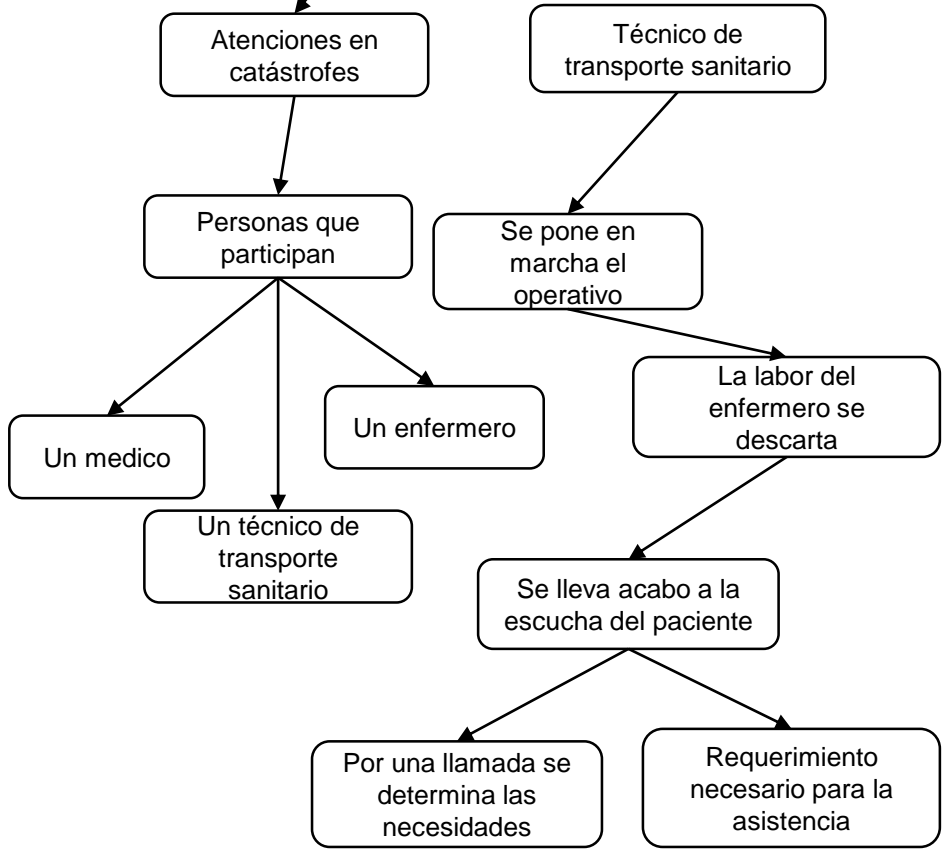 Atenciones en
catástrofes
Técnico de
transporte sanitario
Personas que
participan
Se pone en
marcha el
operativo
La labor del
enfermero se
descarta
Un enfermero
Un medico
Un técnico de
transporte
sanitario
Se lleva acabo a la
escucha del paciente
Por una llamada se
determina las
necesidades
Requerimiento
necesario para la
asistencia